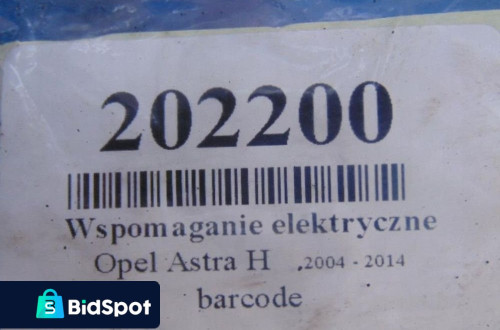 202200
Wspomaganie elektryczne
Opel Astra H .2004 - 2014
barcode
S BidSpot